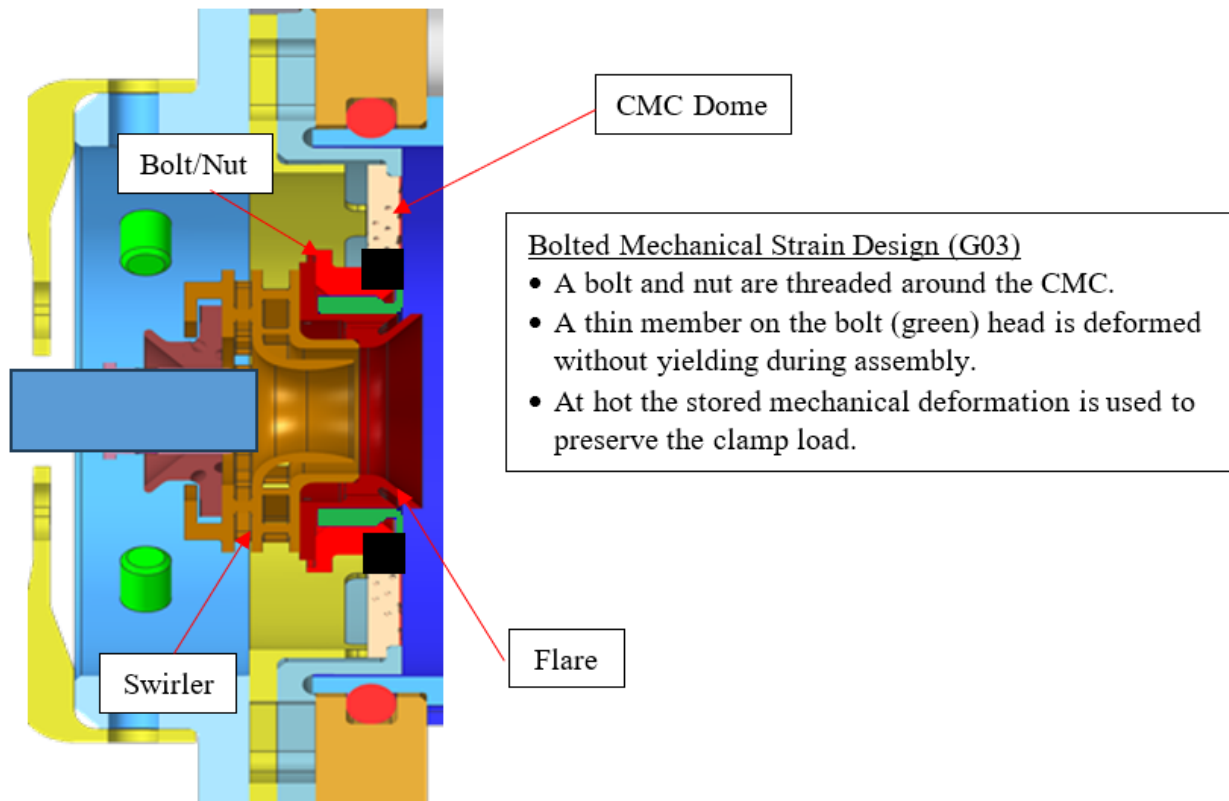 CMC Dome
Bolt/Nut
Bolted Mechanical Strain Design (G03)
• A bolt and nut are threaded around the CMC.
• A thin member on the bolt (green) head is deformed
without yielding during assembly.
• At hot the stored mechanical deformation is used to
preserve the clamp load.
Swirler
Flare